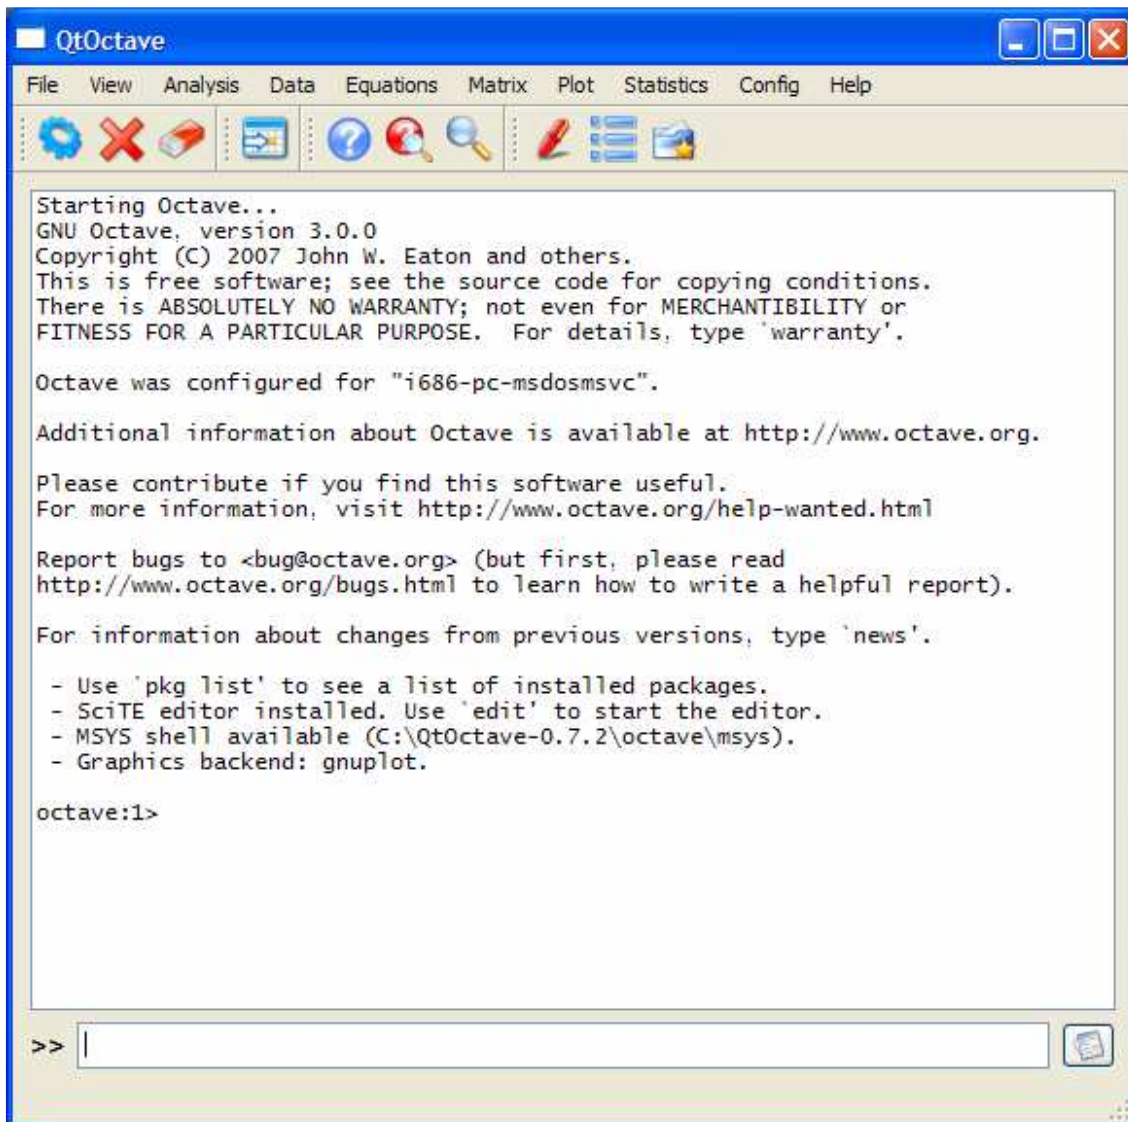 QtOctave
File View Analysis Data Equations Matrix Plot Statistics Config Help
Starting Octave...
GNU Octave, version 3.0.0
Copyright (C) 2007 John W. Eaton and others.
This is free software; see the source code for copying conditions.
There is ABSOLUTELY NO WARRANTY; not even for MERCHANTIBILITY or
FITNESS FOR A PARTICULAR PURPOSE.  For details, type `warranty'.
Octave was configured for "i686-pc-msdosmsvc".
Additional information about Octave is available at http://www.octave.org.
Please contribute if you find this software useful.
For more information, visit http://www.octave.org/help-wanted.html
Report bugs to <bug@octave.org> (but first, please read
http://www.octave.org/bugs.html to learn how to write a helpful report).
For information about changes from previous versions, type `news'.
- Use `pkg list' to see a list of installed packages.
- SciTE editor installed. Use `edit' to start the editor.
- MSYS shell available (C:\QtOctave-0.7.2\octave\msys).
- Graphics backend: gnuplot.
octave:1>
>>